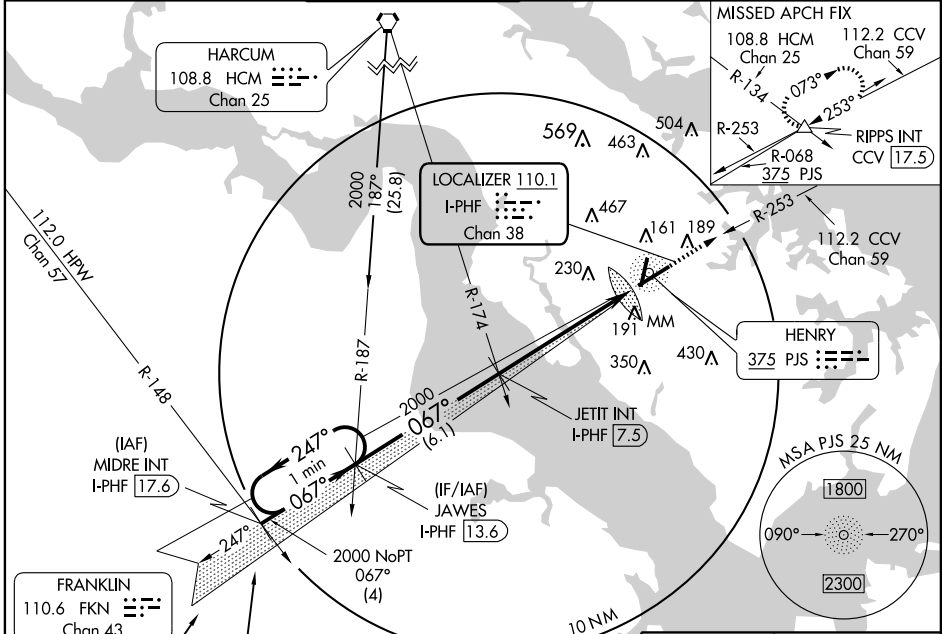 HARCUM
108.8 HCM
Chan 25
MISSED APCH FIX
108.8 HCM
Chan 25
112.2 CCV
Chan 59
R-134
073°
253°
R-253
R-068
375 PJS
RIPPS INT
CCV 17.5
569
463
504
LOCALIZER 110.1
I-PHF
Chan 38
467
161
189
R-253
112.2 CCV
Chan 59
2000
187°
(25.8)
230
191
MM
350
430
HENRY
375 PJS
112.0 HPW
Chan 57
R-148
R-187
R-174
JETIT INT
I-PHF 7.5
2000
067°
(6.1)
(IAF)
MIDRE INT
I-PHF 17.6
247°
1 min
067°
(IF/IAF)
JAWES
I-PHF 13.6
247°
2000 NoPT
067°
(4)
MSA PJS 25 NM
1800
090°
270°
2300
10 NM
FRANKLIN
110.6 FKN
Chan 43